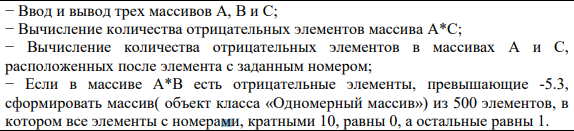 − Ввод и вывод трех массивов А, В и С;
− Вычисление количества отрицательных элементов массива А*С;
− Вычисление количества отрицательных элементов в массивах А и С,
расположенных после элемента с заданным номером;
− Если в массиве А*В есть отрицательные элементы, превышающие -5.3,
сформировать массив( объект класса «Одномерный массив») из 500 элементов, в
котором все элементы с номерами, кратными 10, равны 0, а остальные равны 1.